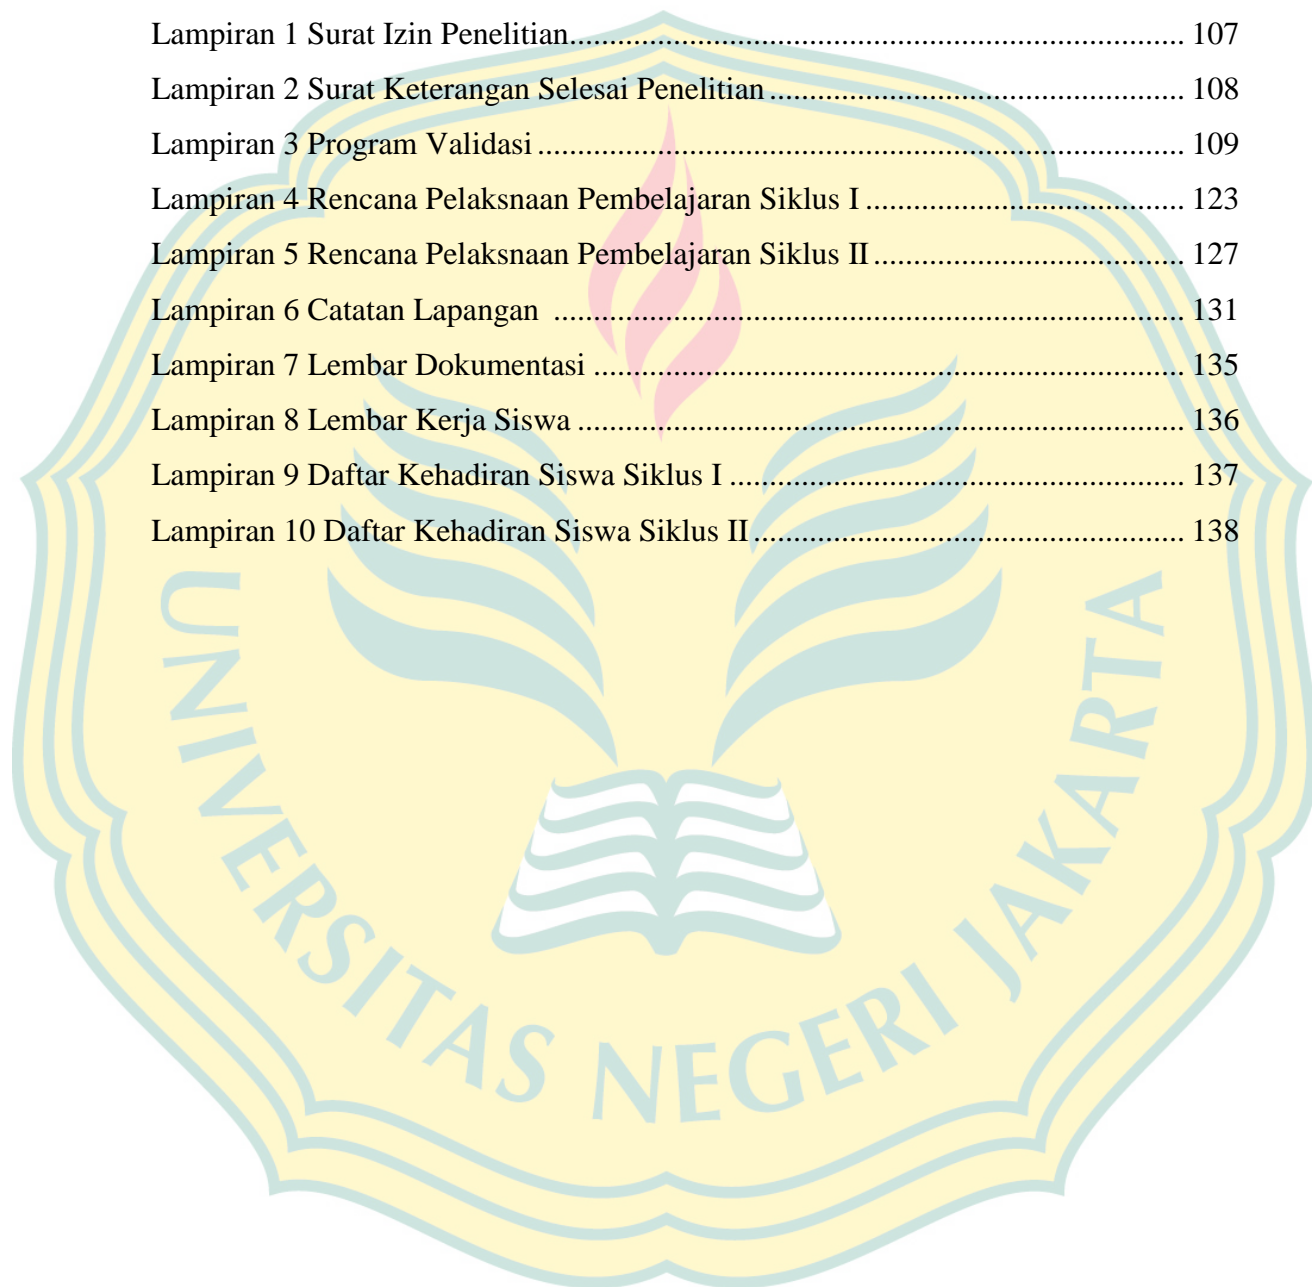 Lampiran 1 Surat Izin Penelitian............................................................................. 107
Lampiran 2 Surat Keterangan Selesai Penelitian .................................................... 108
Lampiran 3 Program Validasi ................................................................................. 109
Lampiran 4 Rencana Pelaksnaan Pembelajaran Siklus I ........................................ 123
Lampiran 5 Rencana Pelaksnaan Pembelajaran Siklus II ....................................... 127
Lampiran 6 Catatan Lapangan ............................................................................... 131
Lampiran 7 Lembar Dokumentasi .......................................................................... 135
Lampiran 8 Lembar Kerja Siswa ............................................................................ 136
Lampiran 9 Daftar Kehadiran Siswa Siklus I ......................................................... 137
Lampiran 10 Daftar Kehadiran Siswa Siklus II ...................................................... 138
UNIVERSITAS NEGERI JAKARTA